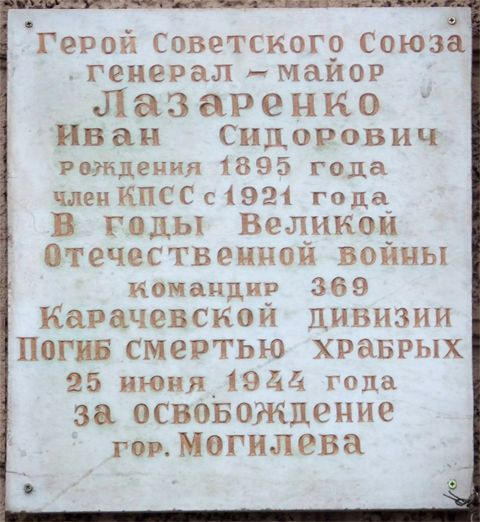 Герой Советского Союза
генерал – майор
Лазаренко
Иван Сидорович
рождения 1895 года
член КПСС с 1921 года
В годы Великой
Отечественной войны
командир 369
Карачевской дивизии
Погиб смертью храбрых
25 июня 1944 года
за освобождение
гор. Могилева